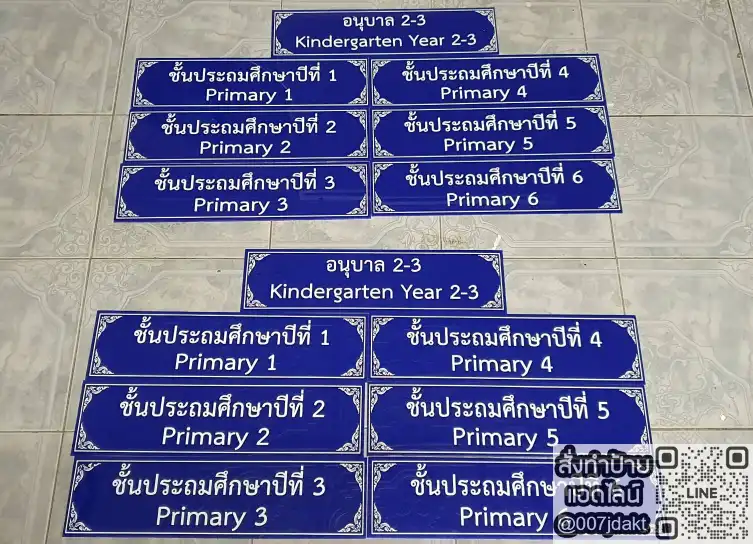 อนุบาล 2-3
Kindergarten Year 2-3
ชั้นประถมศึกษาปีที่ 1
Primary 1
ชั้นประถมศึกษาปีที่ 4
Primary 4
ชั้นประถมศึกษาปีที่ 2
Primary 2
ชั้นประถมศึกษาปีที่ 5
Primary 5
ชั้นประถมศึกษาปีที่ 3
Primary 3
ชั้นประถมศึกษาปีที่ 6
Primary 6
อนุบาล 2-3
Kindergarten Year 2-3
ชั้นประถมศึกษาปีที่ 1
Primary 1
ชั้นประถมศึกษาปีที่ 4
Primary 4
ชั้นประถมศึกษาปีที่ 2
Primary 2
ชั้นประถมศึกษาปีที่ 5
Primary 5
ชั้นประถมศึกษาปีที่ 3
Primary 3
ชั้นประถมศึกษา
Primary
สั่งทำป้าย
แอดไลน์
@007jdakt
LINE